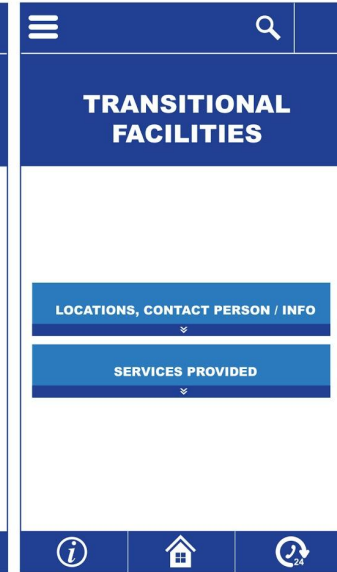 TRANSITIONAL
FACILITIES
LOCATIONS, CONTACT PERSON / INFO
SERVICES PROVIDED
i
24